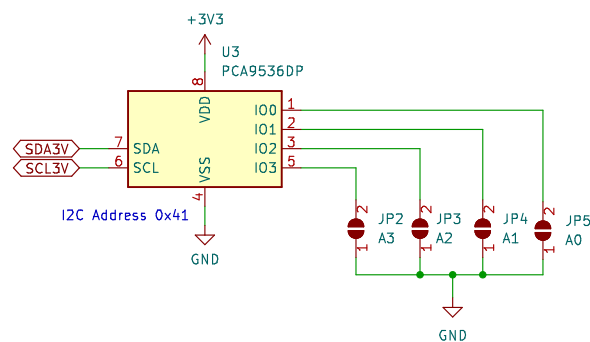 +3V3
U3
PCA9536DP
8
VDD
IO0 1
IO1 2
SDA3V 7 SDA IO2 3
SCL3V 6 SCL IO3 5
VSS
4
I2C Address 0x41
GND
2 2 2 2
JP2 JP3 JP4 JP5
A3 A2 A1 A0
1 1 1 1
GND